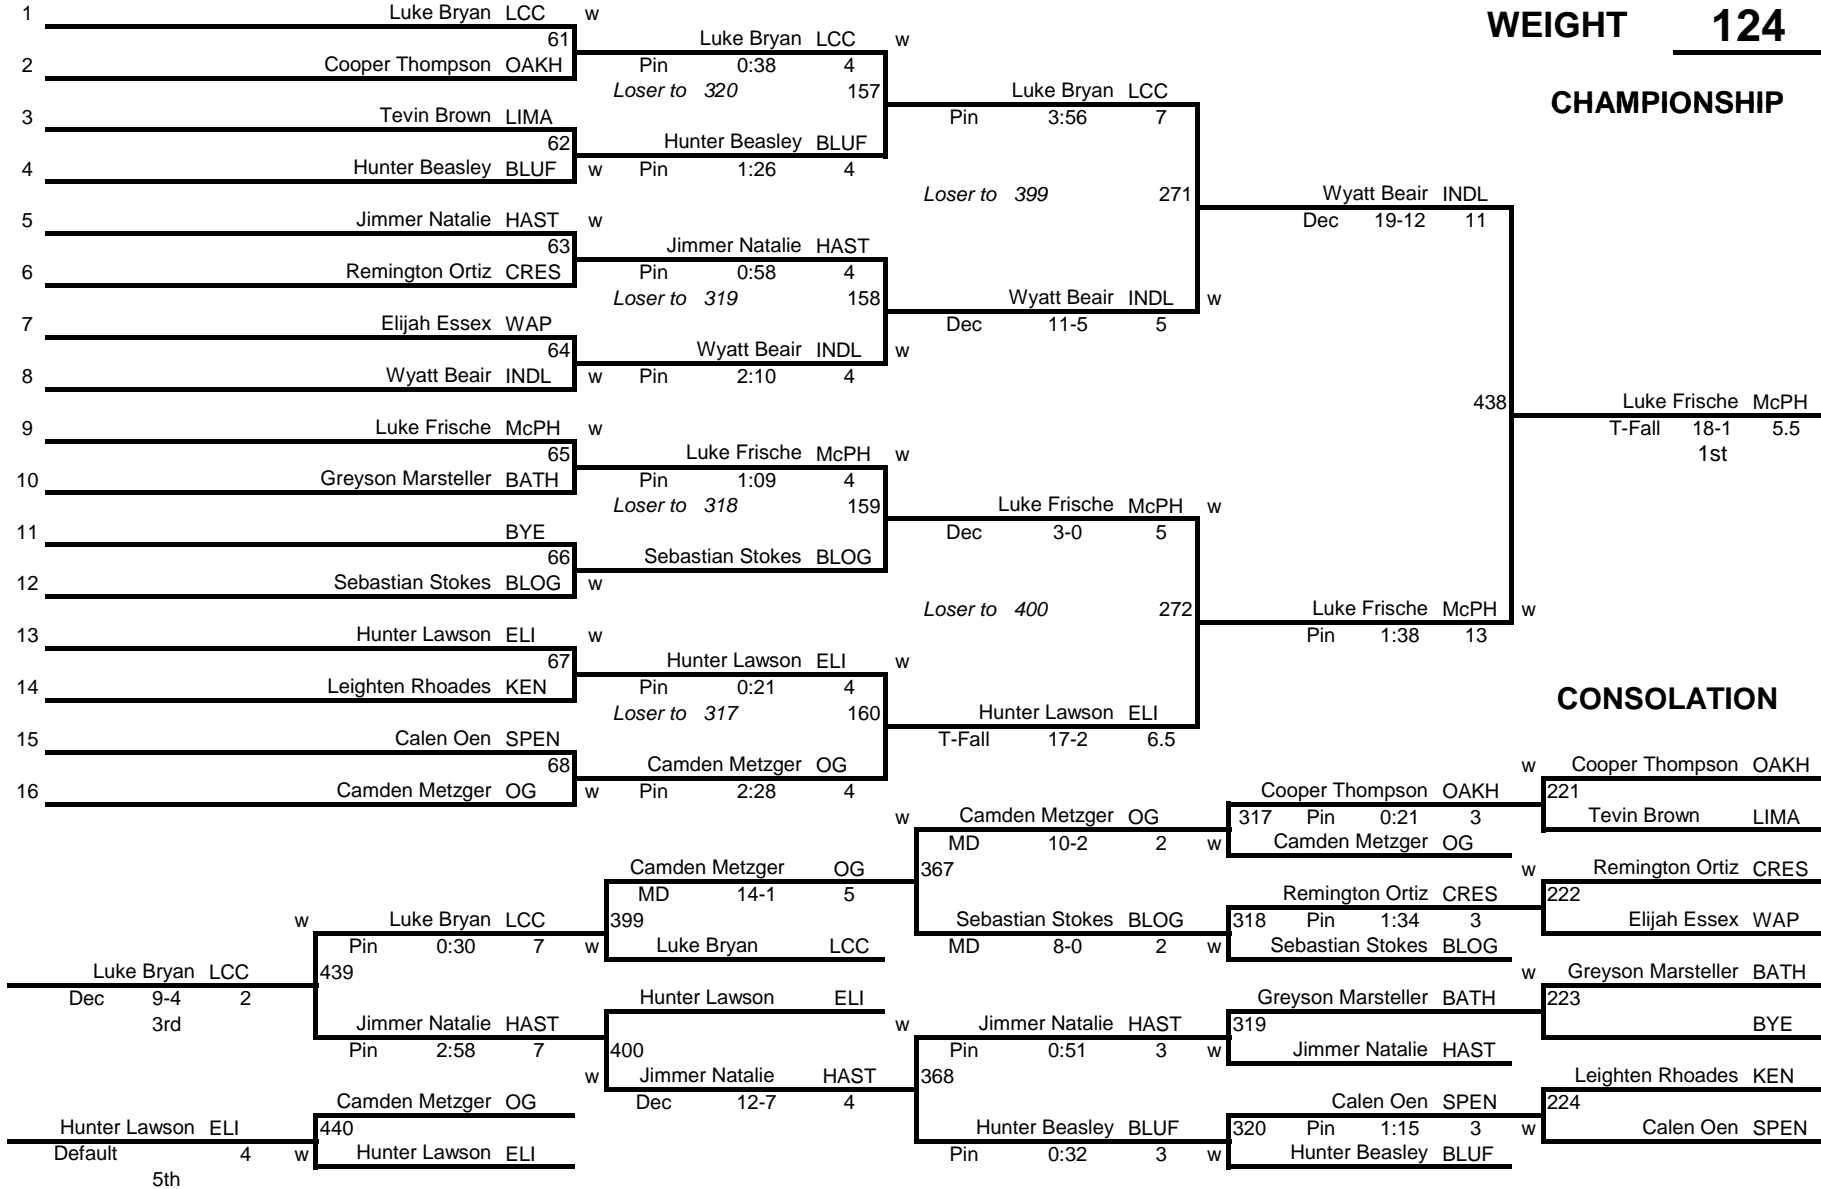 1 Luke Bryan LCC w
WEIGHT 124
61 Luke Bryan LCC w
2 Cooper Thompson OAKH Pin 0:38 4
Loser to 320 157 Luke Bryan LCC
CHAMPIONSHIP
3 Tevin Brown LIMA Pin 3:56 7
62 Hunter Beasley BLUF
4 Hunter Beasley BLUF w Pin 1:26 4
Loser to 399 271 Wyatt Beair INDL
5 Jimmer Natalie HAST w Dec 19-12 11
63 Jimmer Natalie HAST
6 Remington Ortiz CRES Pin 0:58 4
Loser to 319 158 Wyatt Beair INDL w
7 Elijah Essex WAP Dec 11-5 5
64 Wyatt Beair INDL w
8 Wyatt Beair INDL w Pin 2:10 4
438 Luke Frische McPH
9 Luke Frische McPH w T-Fall 18-1 5.5
65 Luke Frische McPH w 1st
10 Greyson Marsteller BATH Pin 1:09 4
Loser to 318 159 Luke Frische McPH w
11 BYE Dec 3-0 5
66 Sebastian Stokes BLOG
12 Sebastian Stokes BLOG w
Loser to 400 272 Luke Frische McPH w
13 Hunter Lawson ELI w Pin 1:38 13
67 Hunter Lawson ELI w
14 Leighten Rhoades KEN Pin 0:21 4
CONSOLATION
Loser to 317 160 Hunter Lawson ELI
15 Calen Oen SPEN T-Fall 17-2 6.5
68 Camden Metzger OG w Cooper Thompson OAKH
16 Camden Metzger OG w Pin 2:28 4 Cooper Thompson OAKH 221
w Camden Metzger OG 317 Pin 0:21 3 Tevin Brown LIMA
MD 10-2 2 w Camden Metzger OG
Camden Metzger OG 367 w Remington Ortiz CRES
MD 14-1 5 Remington Ortiz CRES 222
w Luke Bryan LCC 399 Sebastian Stokes BLOG 318 Pin 1:34 3 Elijah Essex WAP
Pin 0:30 7 w Luke Bryan LCC MD 8-0 2 w Sebastian Stokes BLOG
Luke Bryan LCC 439 w Greyson Marsteller BATH
Dec 9-4 2 Hunter Lawson ELI Greyson Marsteller BATH 223
3rd Jimmer Natalie HAST w Jimmer Natalie HAST 319 BYE
Pin 2:58 7 400 Pin 0:51 3 w Jimmer Natalie HAST
w Jimmer Natalie HAST 368 Leighten Rhoades KEN
Camden Metzger OG Dec 12-7 4 Calen Oen SPEN 224
Hunter Lawson ELI 440 Hunter Beasley BLUF 320 Pin 1:15 3 w Calen Oen SPEN
Default 4 w Hunter Lawson ELI Pin 0:32 3 w Hunter Beasley BLUF
5th